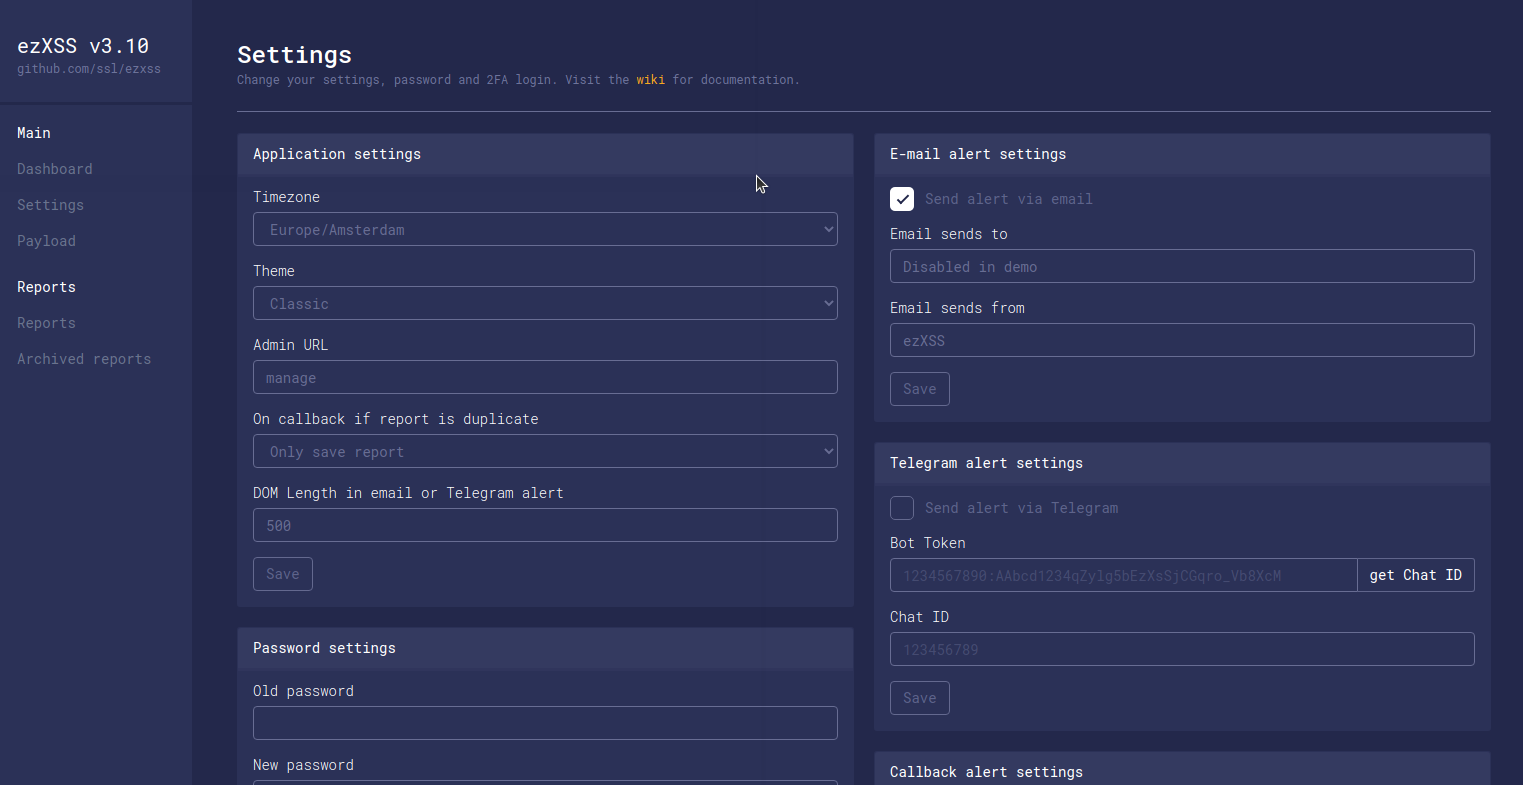 ezXSS v3.10
github.com/ssl/ezxss
Main
Dashboard
Settings
Payload
Reports
Reports
Archived reports
Settings
Change your settings, password and 2FA login. Visit the wiki for documentation.
Application settings
Timezone
Europe/Amsterdam
Theme
Classic
Admin URL
manage
On callback if report is duplicate
Only save report
DOM Length in email or Telegram alert
500
Save
Password settings
Old password
New password
E-mail alert settings
Send alert via email
Email sends to
Disabled in demo
Email sends from
ezXSS
Save
Telegram alert settings
Send alert via Telegram
Bot Token
1234567890:AAbcd1234qZylg5bEzXsSjCGqro_Vb8XcM get Chat ID
Chat ID
123456789
Save
Callback alert settings